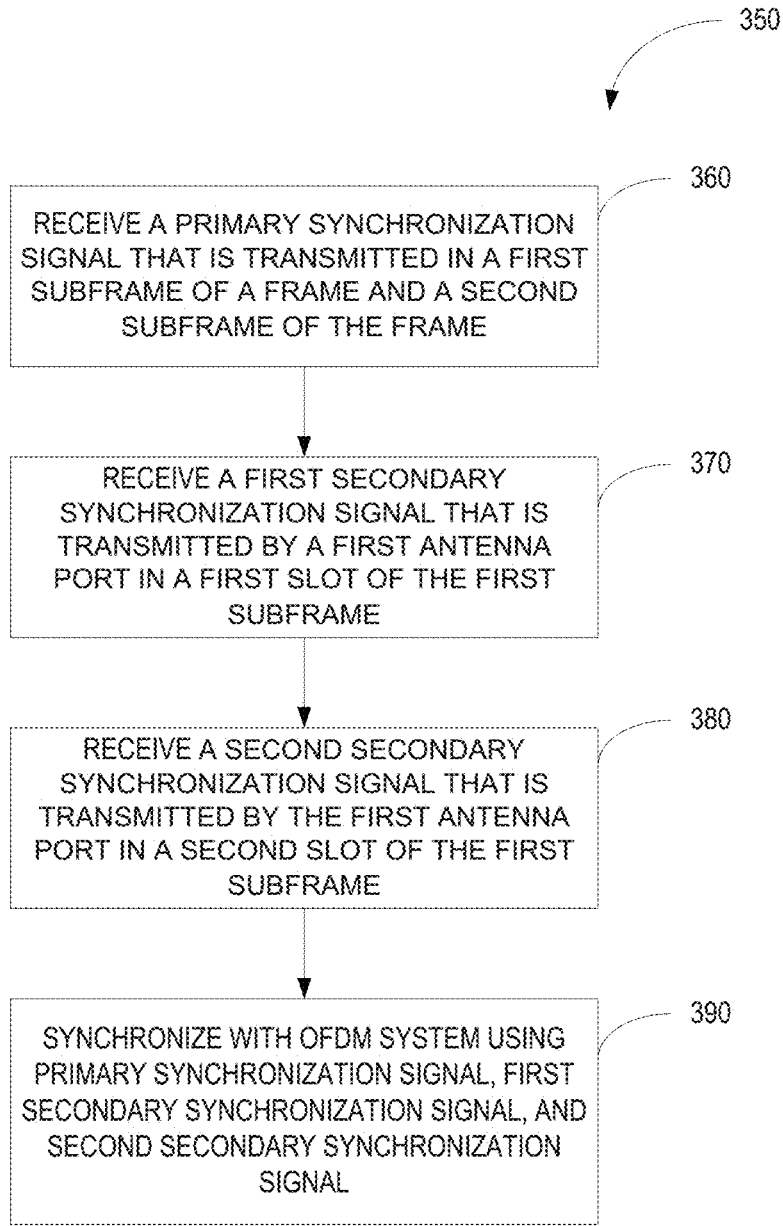 350
360
RECEIVE A PRIMARY SYNCHRONIZATION
SIGNAL THAT IS TRANSMITTED IN A FIRST
SUBFRAME OF A FRAME AND A SECOND
SUBFRAME OF THE FRAME
370
RECEIVE A FIRST SECONDARY
SYNCHRONIZATION SIGNAL THAT IS
TRANSMITTED BY A FIRST ANTENNA
PORT IN A FIRST SLOT OF THE FIRST
SUBFRAME
380
RECEIVE A SECOND SECONDARY
SYNCHRONIZATION SIGNAL THAT IS
TRANSMITTED BY THE FIRST ANTENNA
PORT IN A SECOND SLOT OF THE FIRST
SUBFRAME
390
SYNCHRONIZE WITH OFDM SYSTEM USING
PRIMARY SYNCHRONIZATION SIGNAL, FIRST
SECONDARY SYNCHRONIZATION SIGNAL, AND
SECOND SECONDARY SYNCHRONIZATION
SIGNAL